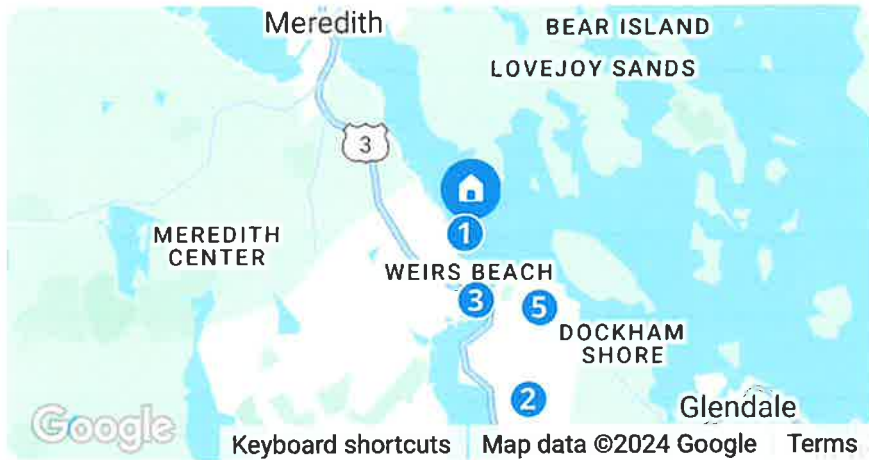 Meredith
BEAR ISLAND
LOVEJOY SANDS
3
MEREDITH
CENTER
1
WEIRS BEACH
3
5
DOCKHAM
SHORE
2
Glendale
Google
Keyboard shortcuts
Map data ©2024 Google
Terms